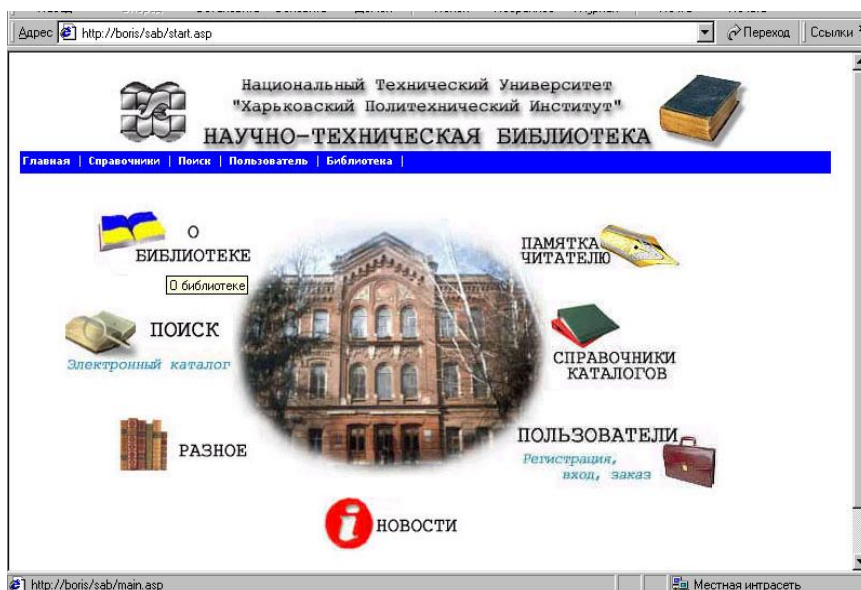 Адрес http://boris/sab/start.asp Переход Ссылки
Национальный Технический Университет
"Харьковский Политехнический Институт"
НАУЧНО-ТЕХНИЧЕСКАЯ БИБЛИОТЕКА
Главная | Справочники | Поиск | Пользователь | Библиотека |
О
БИБЛИОТЕКЕ
О библиотеке
ПАМЯТКА
ЧИТАТЕЛЮ
ПОИСК
Электронный каталог
СПРАВОЧНИКИ
КАТАЛОГОВ
РАЗНОЕ
ПОЛЬЗОВАТЕЛИ
Регистрация,
вход, заказ
НОВОСТИ
http://boris/sab/main.asp Местная интрасеть